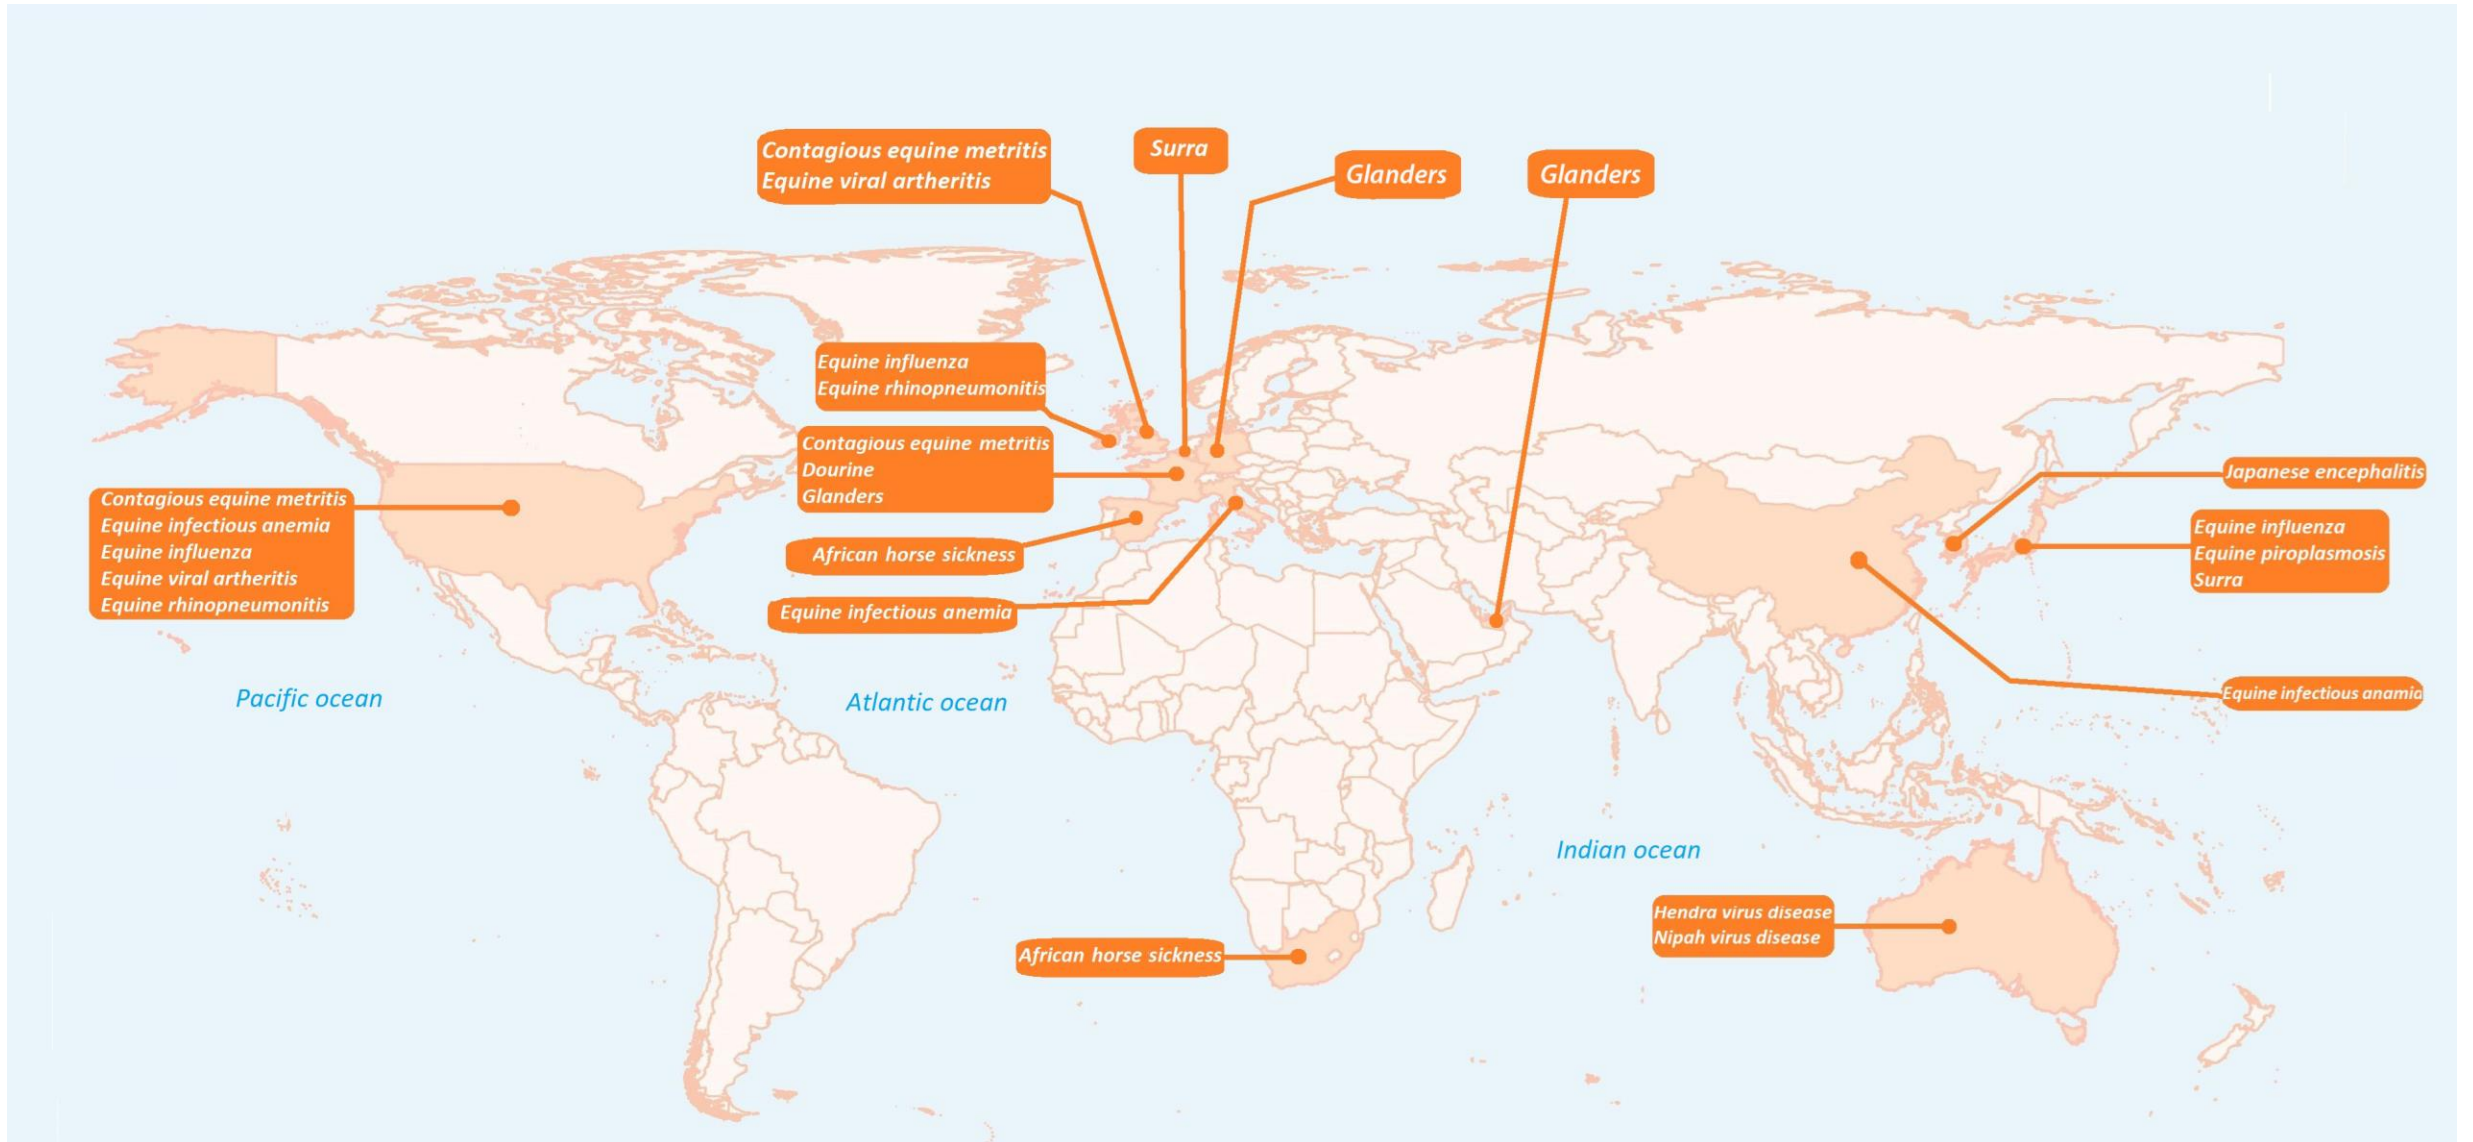 Contagious equine metritis
Equine viral artheritis
Surra
Glanders
Glanders
Equine influenza
Equine rhinopneumonitis
Contagious equine metritis
Dourine
Glanders
African horse sickness
Equine infectious anemia
Contagious equine metritis
Equine infectious anemia
Equine influenza
Equine viral artheritis
Equine rhinopneumonitis
Japanese encephalitis
Equine influenza
Equine piroplasmosis
Surra
Equine infectious anamia
Pacific ocean
Atlantic ocean
Indian ocean
Hendra virus disease
Nipah virus disease
African horse sickness